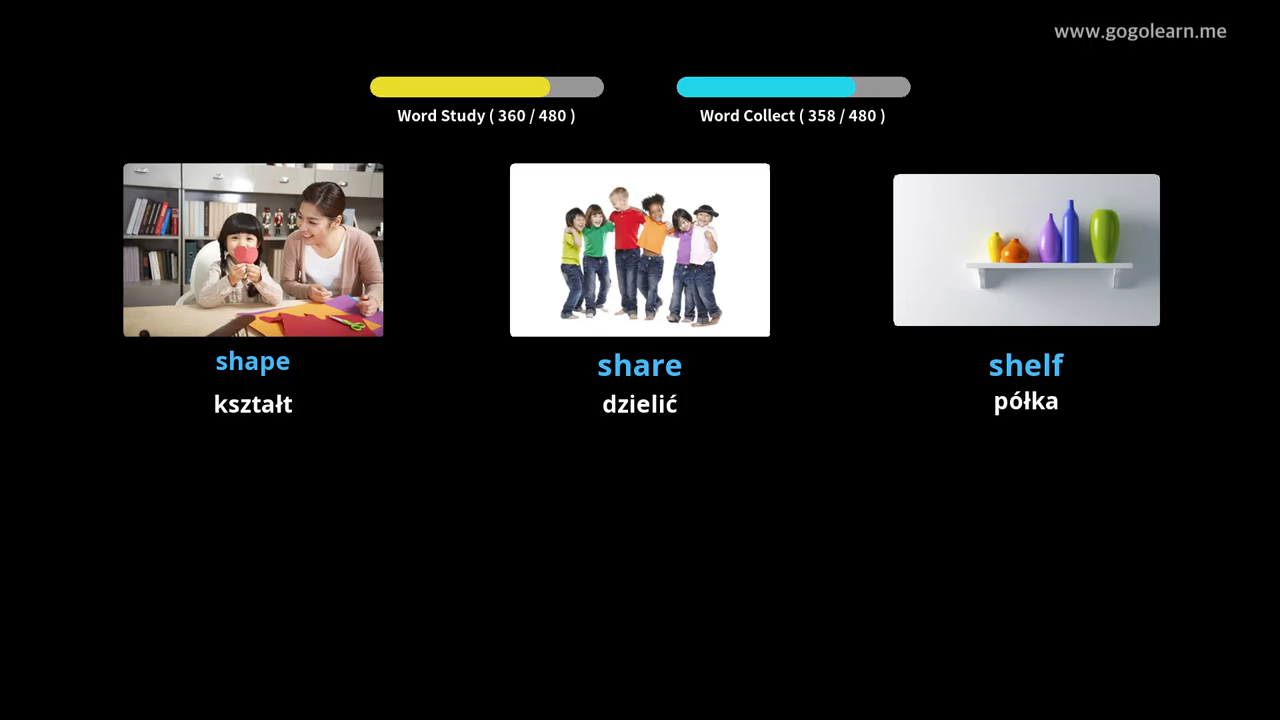 www.gogolearn.me
Word Study ( 360 / 480 )
Word Collect ( 358 / 480 )
shape
share
shelf
kształt
dzielić
półka